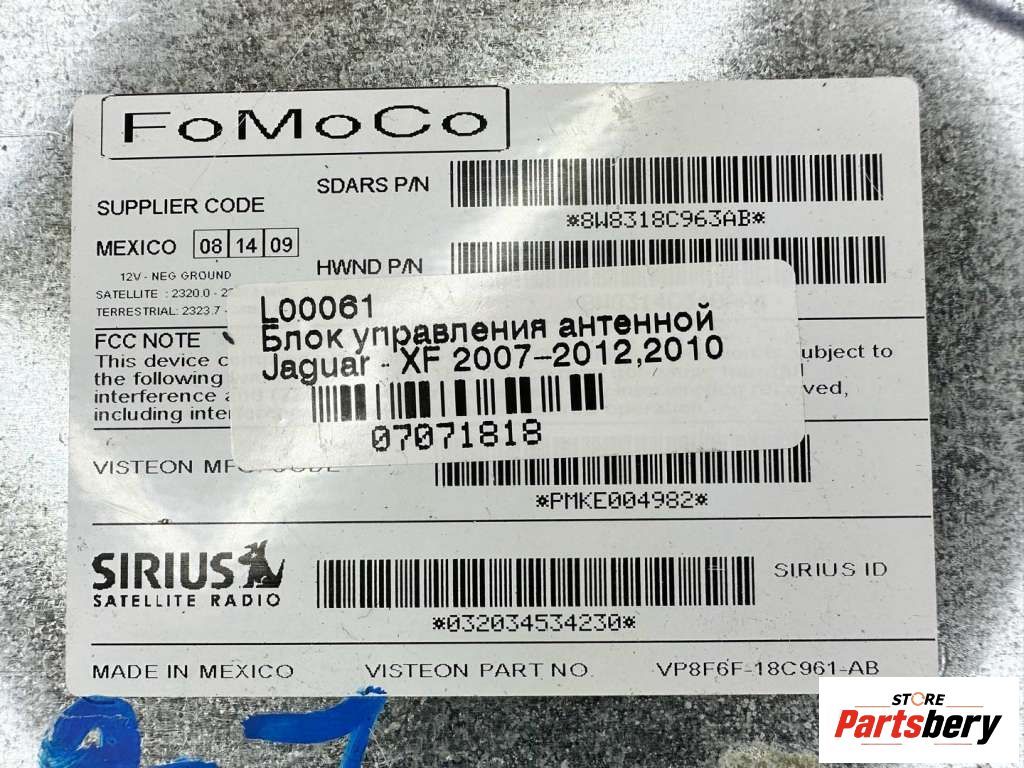 FoMoCo
SDARS P/N
*8W8318C963AB*
SUPPLIER CODE
MEXICO 08 14 09
HWND P/N
12V - NEG GROUND
SATELLITE : 2320.0 -
TERRESTRIAL: 2323.7 -
L00061
Блок управления антенной
Jaguar - XF 2007-2012,2010
07071818
FCC NOTE
This device
subject to
the following
interference
including
VISTEON MFG. CODE
*PMKE004982*
SIRIUS
SATELLITE RADIO
SIRIUS ID
*032034534230*
MADE IN MEXICO VISTEON PART NO. VP8F6F-18C961-AB
STORE
Partsbery